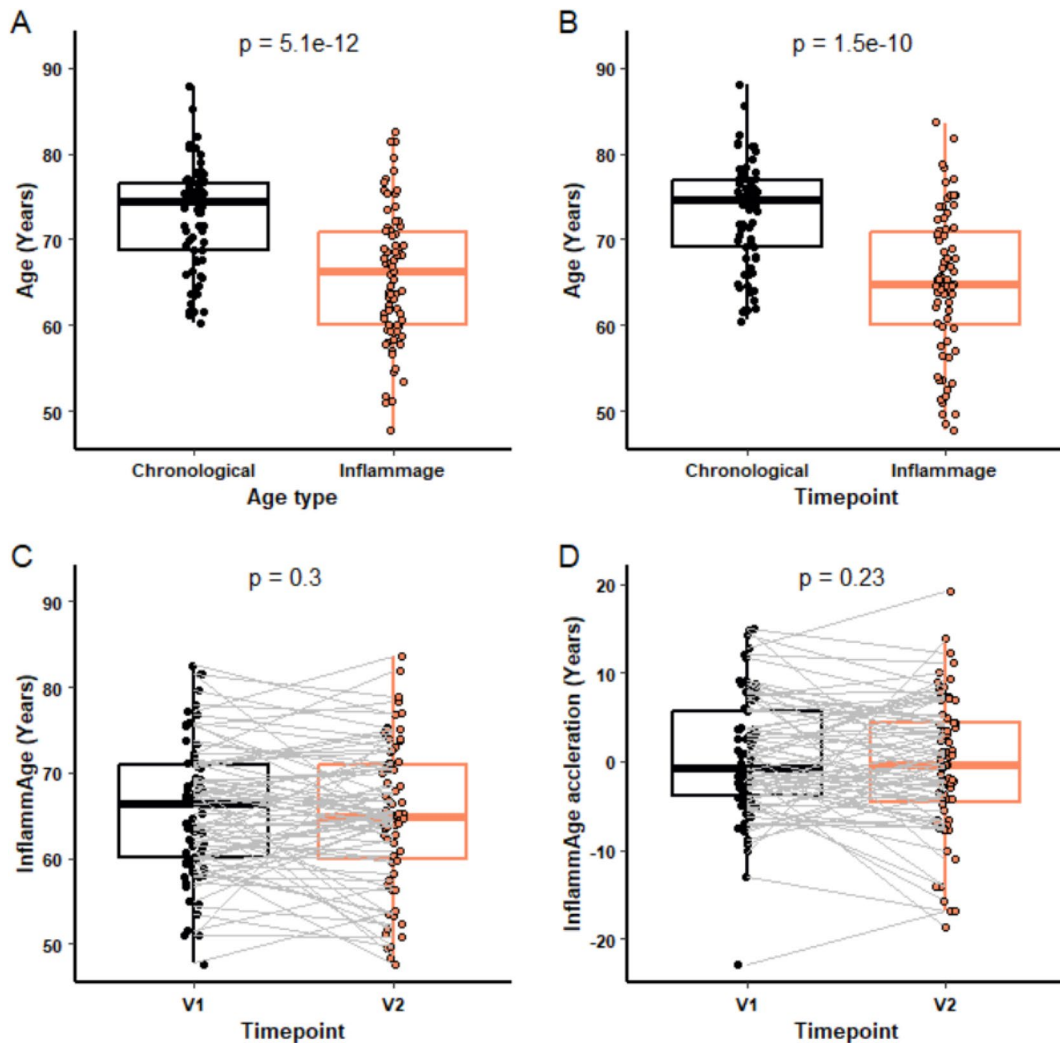 A
p = 5.1e-12
90
80
70
60
50
Age (Years)
Chronological
Inflammage
Age type
B
p = 1.5e-10
90
80
70
60
50
Age (Years)
Chronological
Inflammage
Timepoint
C
p = 0.3
90
80
70
60
50
InflammAge (Years)
V1
V2
Timepoint
D
p = 0.23
20
10
0
-10
-20
InflammAge accleration (Years)
V1
V2
Timepoint